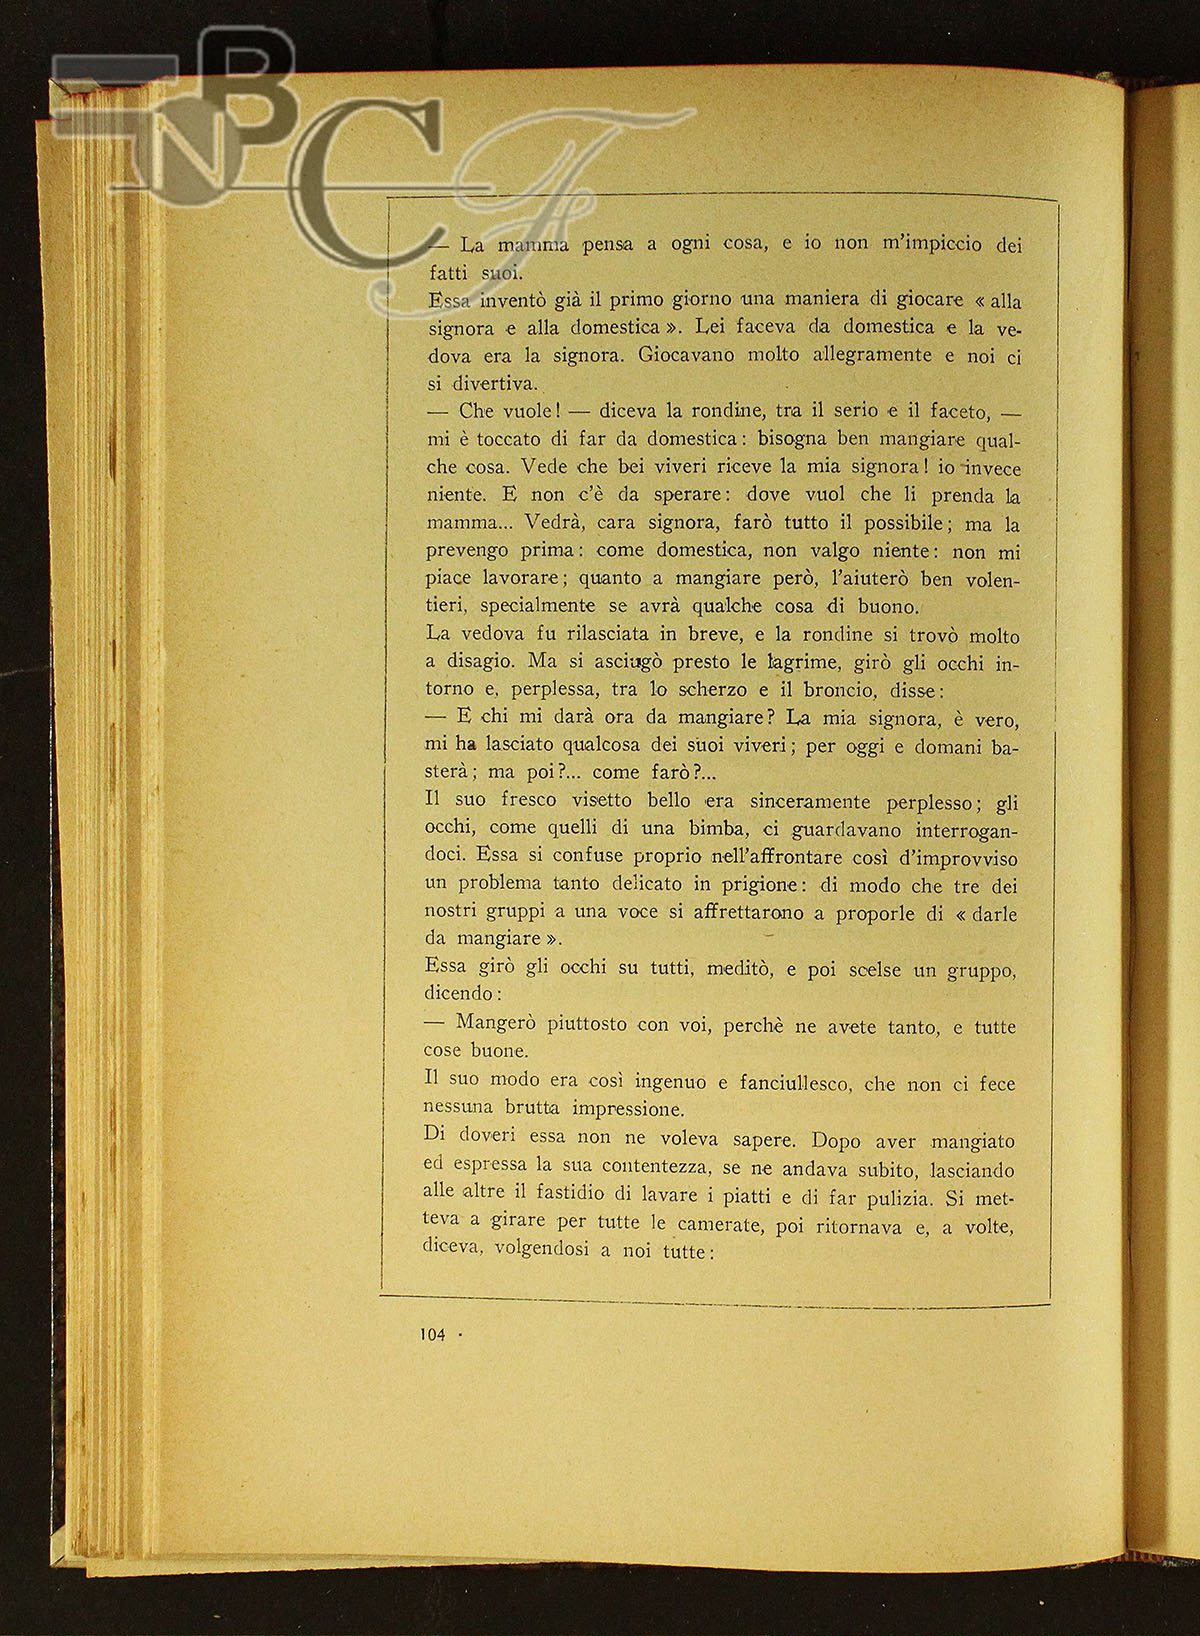 BNCF
— La mamma pensa a ogni cosa, e io non m'impiccio dei
fatti suoi.
Essa inventò già il primo giorno una maniera di giocare « alla
signora e alla domestica ». Lei faceva da domestica e la ve-
dova era la signora. Giocavano molto allegramente e noi ci
si divertiva.
— Che vuole! — diceva la rondine, tra il serio e il faceto, —
mi è toccato di far da domestica: bisogna ben mangiare qual-
che cosa. Vede che bei viveri riceve la mia signora! io invece
niente. E non c'è da sperare: dove vuol che li prenda la
mamma... Vedrà, cara signora, farò tutto il possibile; ma la
prevengo prima: come domestica, non valgo niente: non mi
piace lavorare; quanto a mangiare però, l'aiuterò ben volen-
tieri, specialmente se avrà qualche cosa di buono.
La vedova fu rilasciata in breve, e la rondine si trovò molto
a disagio. Ma si asciugò presto le lagrime, girò gli occhi in-
torno e, perplessa, tra lo scherzo e il broncio, disse:
— E chi mi darà ora da mangiare? La mia signora, è vero,
mi ha lasciato qualcosa dei suoi viveri; per oggi e domani ba-
sterà; ma poi?... come farò?...
Il suo fresco visetto bello era sinceramente perplesso; gli
occhi, come quelli di una bimba, ci guardavano interrogan-
doci. Essa si confuse proprio nell'affrontare così d'improvviso
un problema tanto delicato in prigione: di modo che tre dei
nostri gruppi a una voce si affrettarono a proporle di « darle
da mangiare ».
Essa girò gli occhi su tutti, meditò, e poi scelse un gruppo,
dicendo:
— Mangerò piuttosto con voi, perchè ne avete tanto, e tutte
cose buone.
Il suo modo era così ingenuo e fanciullesco, che non ci fece
nessuna brutta impressione.
Di doveri essa non ne voleva sapere. Dopo aver mangiato
ed espressa la sua contentezza, se ne andava subito, lasciando
alle altre il fastidio di lavare i piatti e di far pulizia. Si met-
teva a girare per tutte le camerate, poi ritornava e, a volte,
diceva, volgendosi a noi tutte:
104 ·